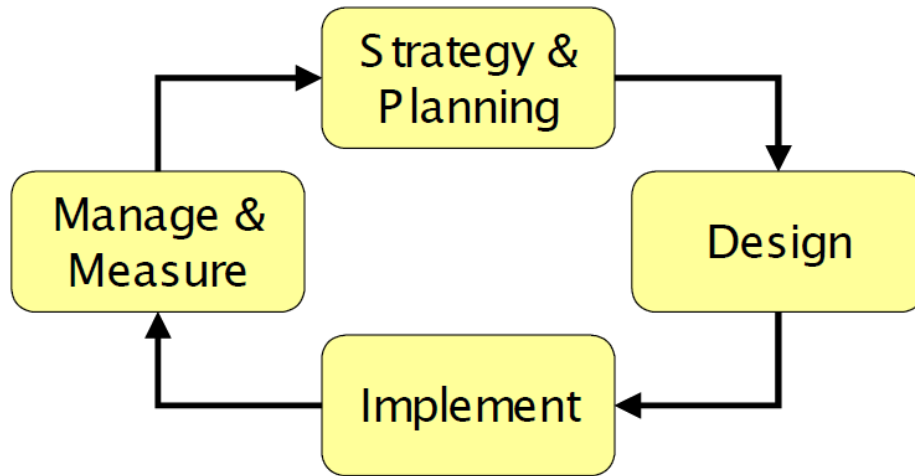 Strategy &
Planning
Design
Implement
Manage &
Measure